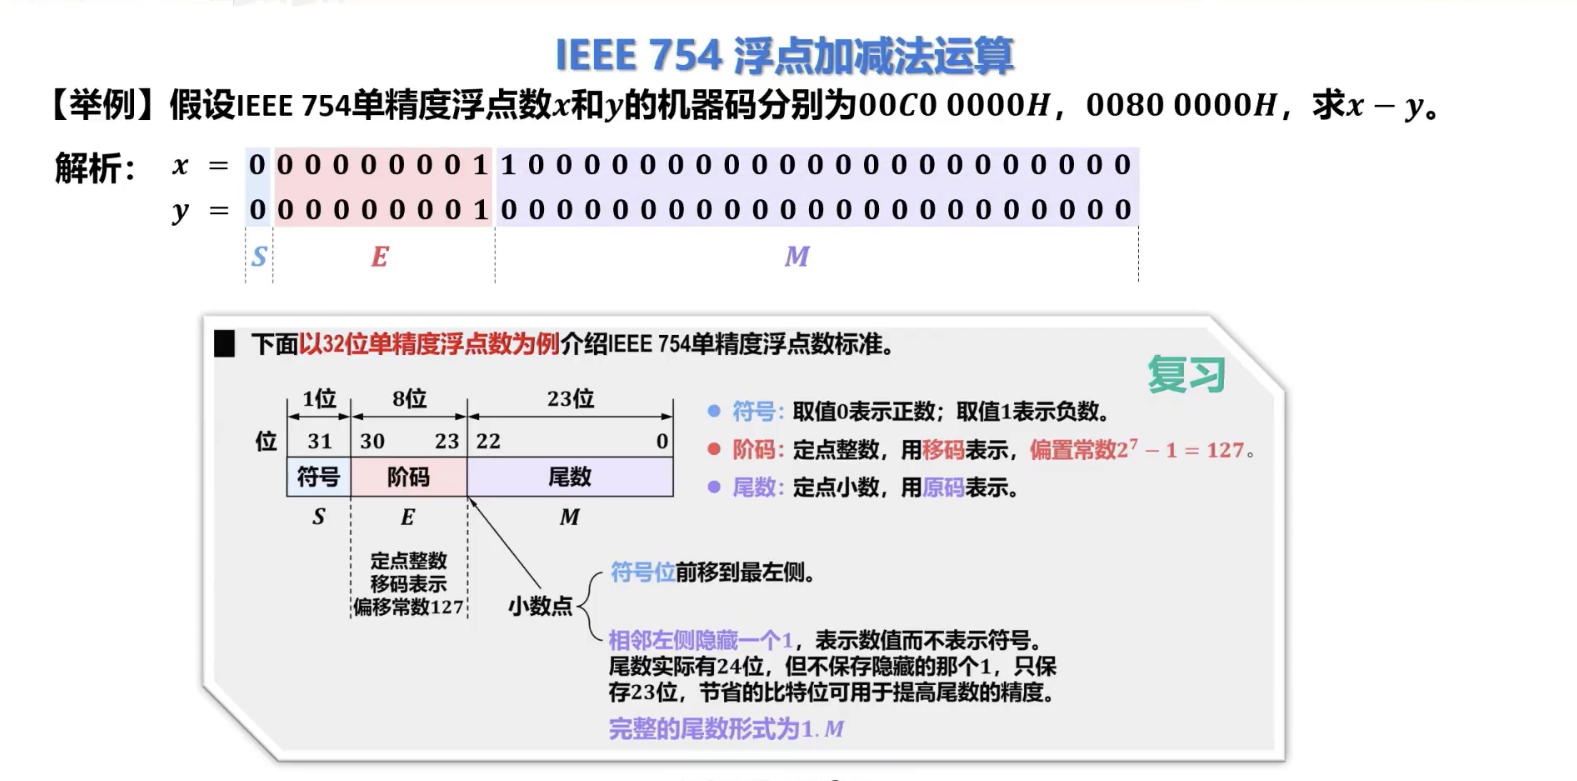 IEEE 754 浮点加减法运算
【举例】假设IEEE 754单精度浮点数x和y的机器码分别为00C0 0000H，0080 0000H，求x − y。
解析： x = 0 0 0 0 0 0 0 0 1 1 0 0 0 0 0 0 0 0 0 0 0 0 0 0 0 0 0 0 0 0 0 0
y = 0 0 0 0 0 0 0 0 1 0 0 0 0 0 0 0 0 0 0 0 0 0 0 0 0 0 0 0 0 0 0 0
S E M
下面以32位单精度浮点数为例介绍IEEE 754单精度浮点数标准。
复习
1位 8位 23位
位 31 30 23 22 0
符号 阶码 尾数
S E M
定点整数
移码表示
偏移常数127
小数点
符号：取值0表示正数；取值1表示负数。
阶码：定点整数，用移码表示，偏置常数2⁷ − 1 = 127。
尾数：定点小数，用原码表示。
符号位前移到最左侧。
相邻左侧隐藏一个1，表示数值而不表示符号。
尾数实际有24位，但不保存隐藏的那个1，只保
存23位，节省的比特位可用于提高尾数的精度。
完整的尾数形式为1. M